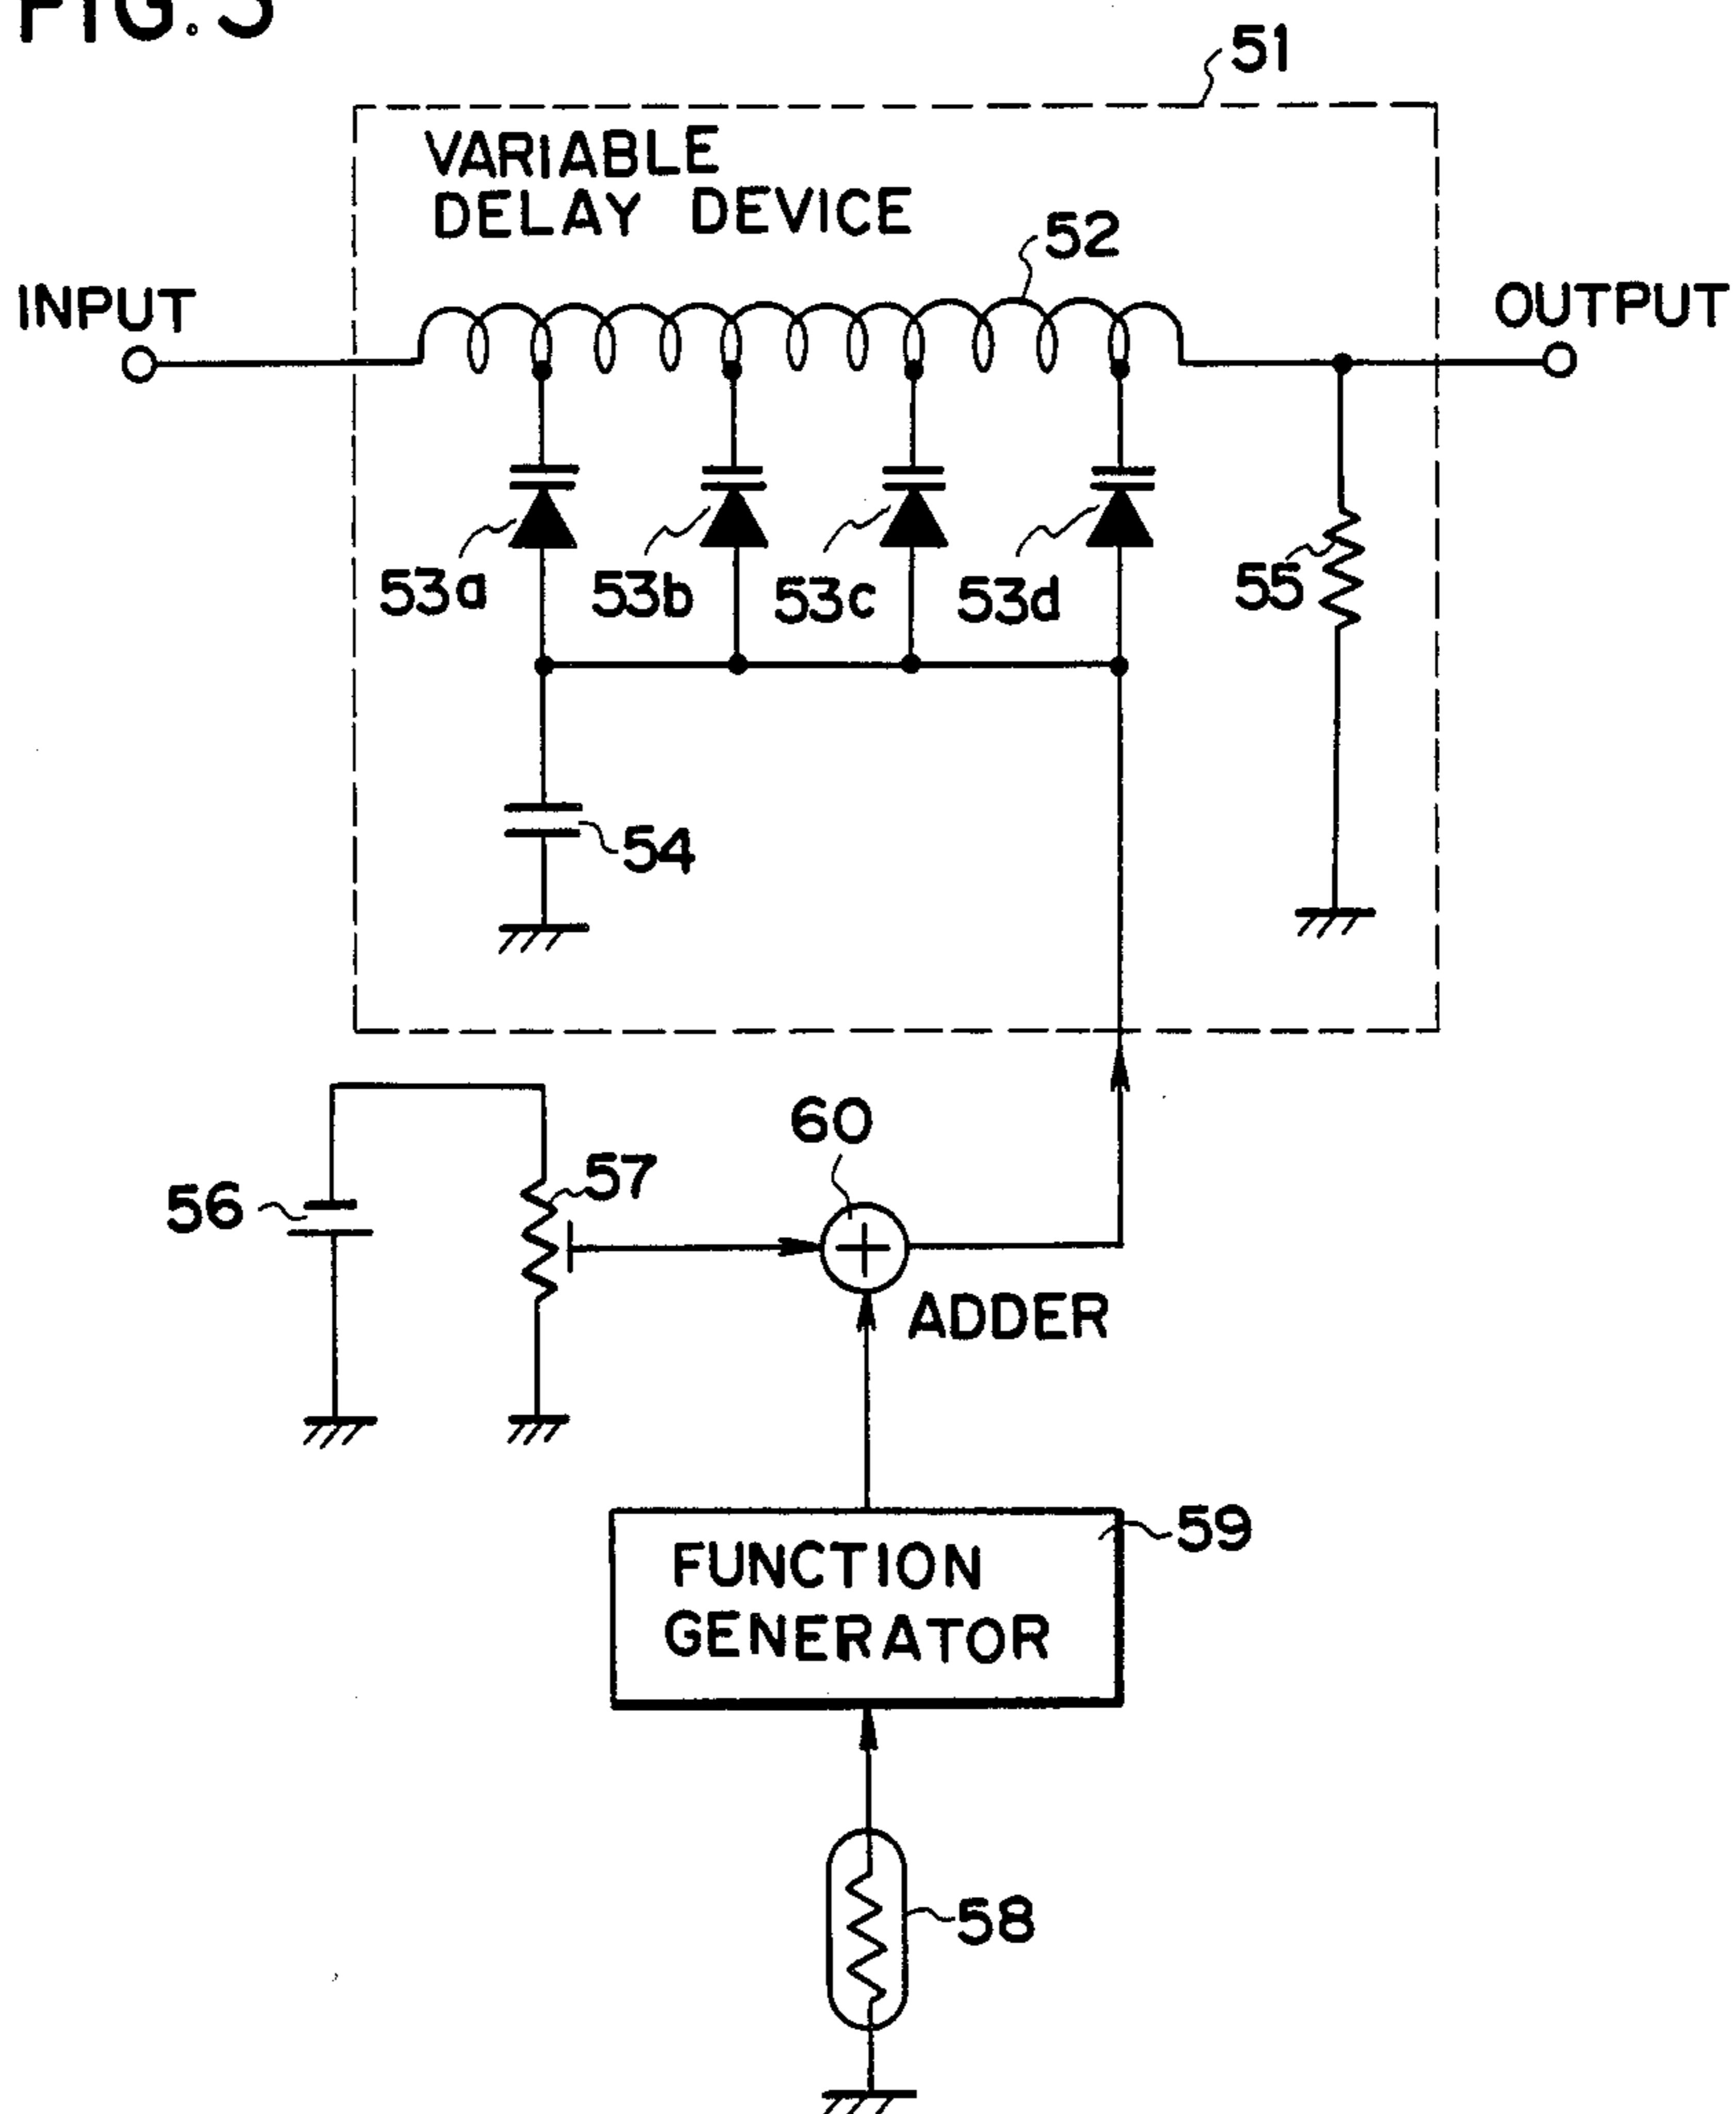 FIG. 5
51
VARIABLE
DELAY DEVICE
52
INPUT
OUTPUT
53a
53b
53c
53d
55
54
60
57
56
ADDER
59
FUNCTION
GENERATOR
58